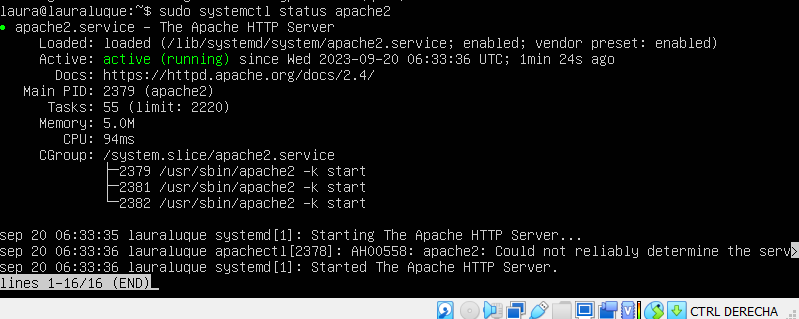 laura@lauraluque:~$ sudo systemctl status apache2
● apache2.service - The Apache HTTP Server
     Loaded: loaded (/lib/systemd/system/apache2.service; enabled; vendor preset: enabled)
     Active: active (running) since Wed 2023-09-20 06:33:36 UTC; 1min 24s ago
       Docs: https://httpd.apache.org/docs/2.4/
   Main PID: 2379 (apache2)
      Tasks: 55 (limit: 2220)
     Memory: 5.0M
        CPU: 94ms
     CGroup: /system.slice/apache2.service
             ├─2379 /usr/sbin/apache2 -k start
             ├─2381 /usr/sbin/apache2 -k start
             └─2382 /usr/sbin/apache2 -k start
sep 20 06:33:35 lauraluque systemd[1]: Starting The Apache HTTP Server...
sep 20 06:33:36 lauraluque apachectl[2378]: AH00558: apache2: Could not reliably determine the serv>
sep 20 06:33:36 lauraluque systemd[1]: Started The Apache HTTP Server.
lines 1-16/16 (END)
CTRL DERECHA